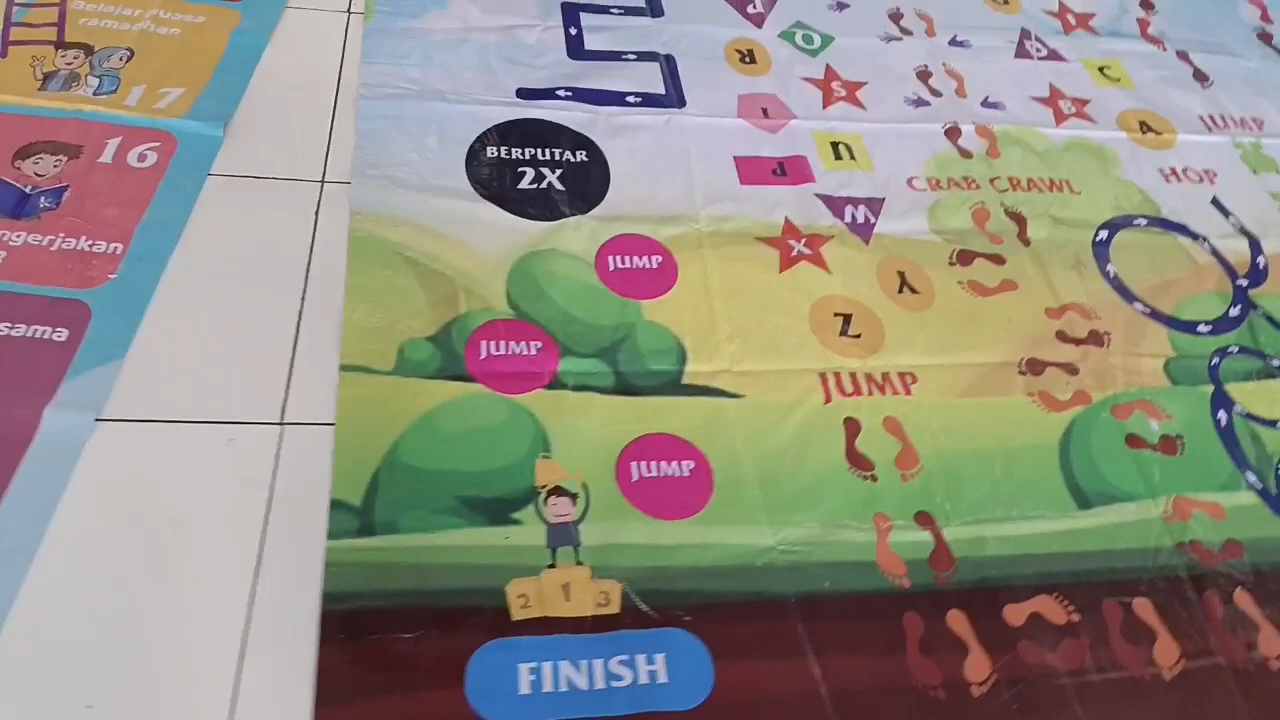 Belajar puasa
ramadhan
17
16
ngerjakan
sama
BERPUTAR
2X
JUMP
JUMP
JUMP
R
O
S
U
W
X
Y
Z
JUMP
C
B
A
JUMP
HOP
CRAB CRAWL
2 1 3
FINISH